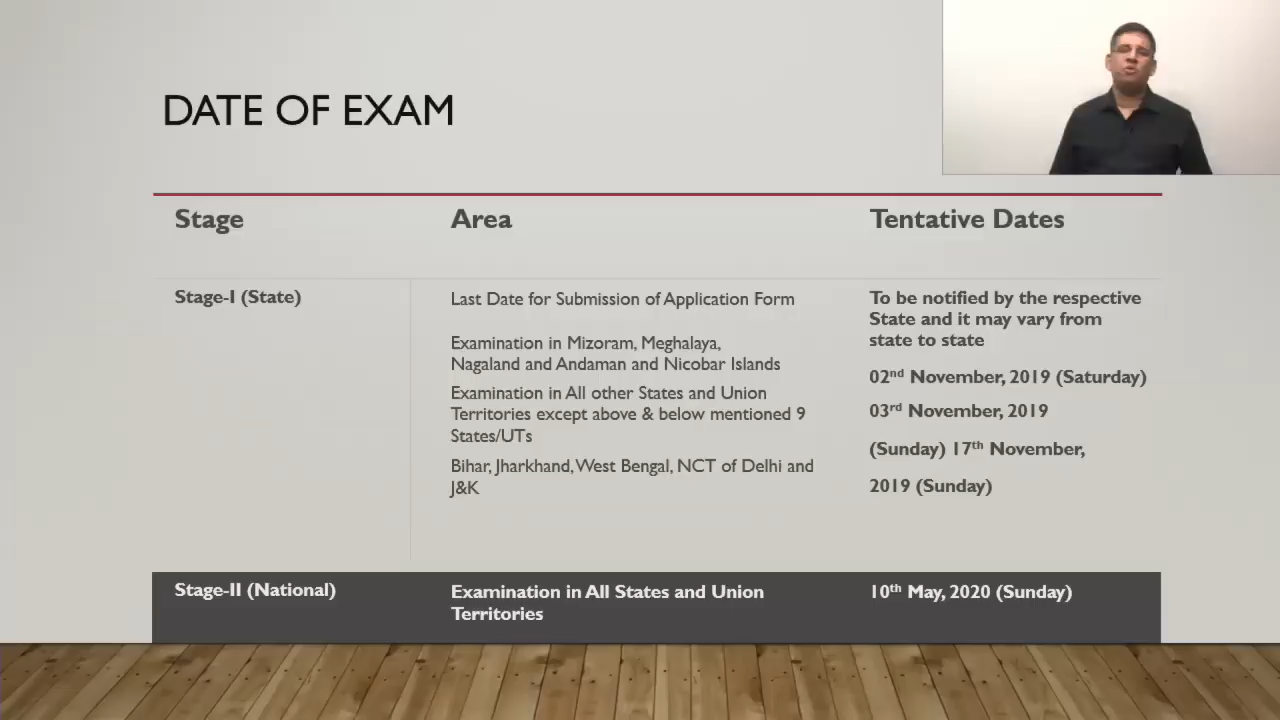 DATE OF EXAM
Stage
Area
Tentative Dates
Stage-I (State)
Last Date for Submission of Application Form
Examination in Mizoram, Meghalaya,
Nagaland and Andaman and Nicobar Islands
Examination in All other States and Union
Territories except above & below mentioned 9
States/UTs
Bihar, Jharkhand, West Bengal, NCT of Delhi and
J&K
To be notified by the respective
State and it may vary from
state to state
02nd November, 2019 (Saturday)
03rd November, 2019
(Sunday) 17th November,
2019 (Sunday)
Stage-II (National)
Examination in All States and Union
Territories
10th May, 2020 (Sunday)